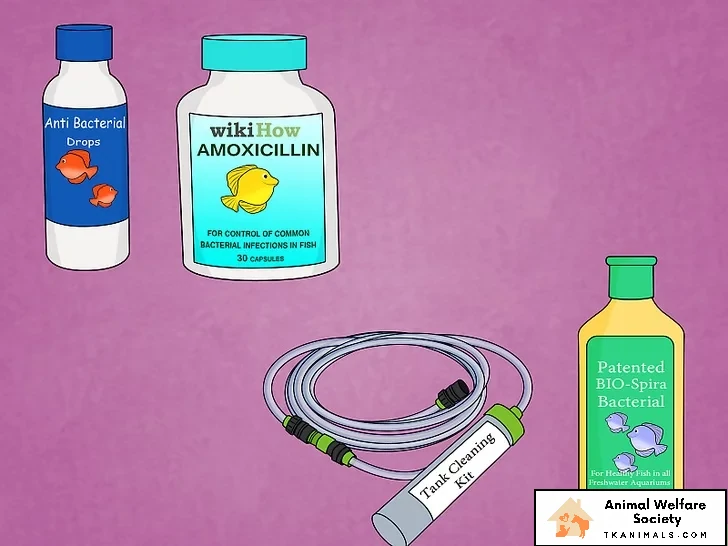 Anti Bacterial
Drops
wikiHow
AMOXICILLIN
FOR CONTROL OF COMMON
BACTERIAL INFECTIONS IN FISH
30 CAPSULES
Tank Cleaning
Kit
Patented
BIO-Spira
Bacterial
For Healthy Fish in all
Freshwater Aquariums
Animal Welfare
Society
TKANIMALS.COM